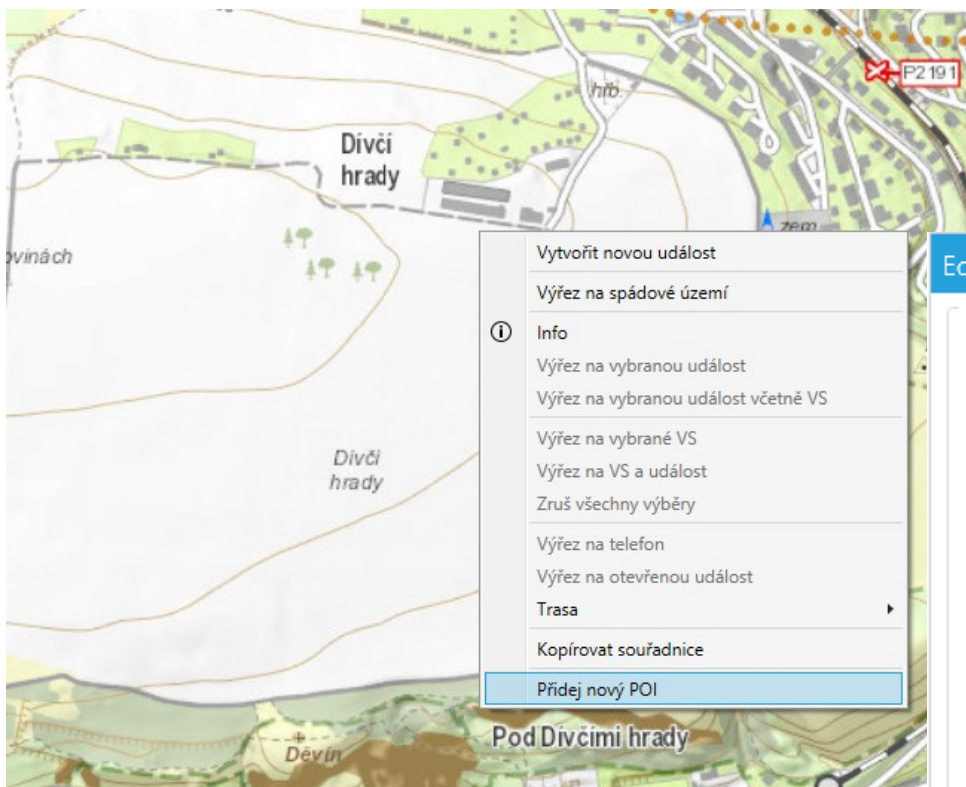 hřb.
P2191
Dívčí
hrady
zem
ovinách
Dívčí
hrady
Vytvořit novou událost
Výřez na spádové území
Info
Výřez na vybranou událost
Výřez na vybranou událost včetně VS
Výřez na vybrané VS
Výřez na VS a událost
Zruš všechny výběry
Výřez na telefon
Výřez na otevřenou událost
Trasa
Kopírovat souřadnice
Přidej nový POI
Ed
Děvín
Pod Dívčími hrady